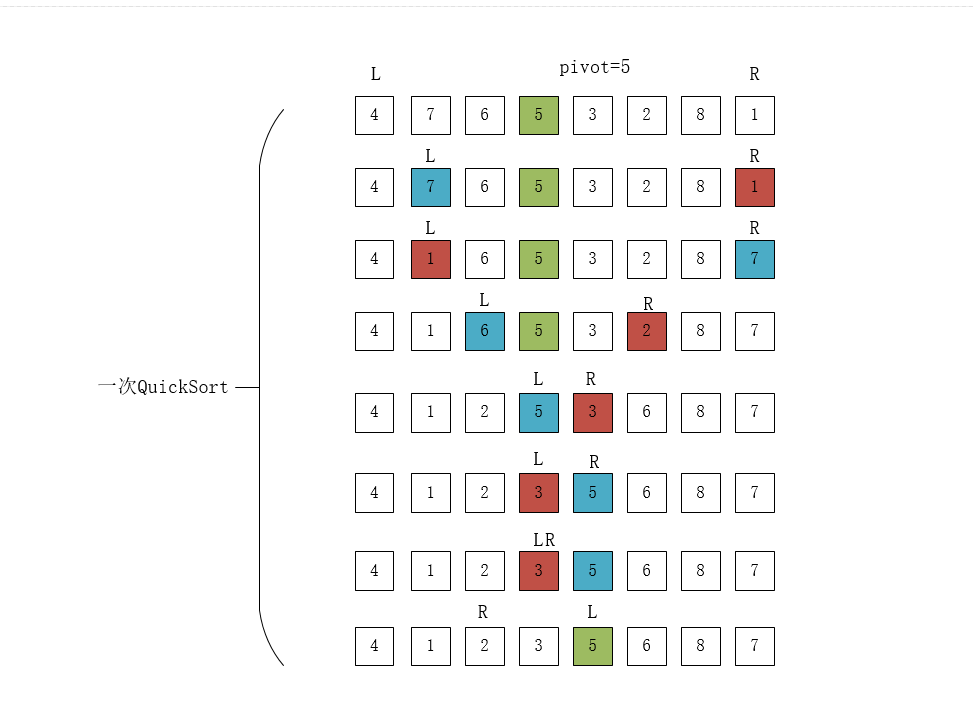 L pivot=5 R
4 7 6 5 3 2 8 1
L R
4 7 6 5 3 2 8 1
L R
4 1 6 5 3 2 8 7
L R
4 1 6 5 3 2 8 7
一次QuickSort
L R
4 1 2 5 3 6 8 7
L R
4 1 2 3 5 6 8 7
LR
4 1 2 3 5 6 8 7
R L
4 1 2 3 5 6 8 7